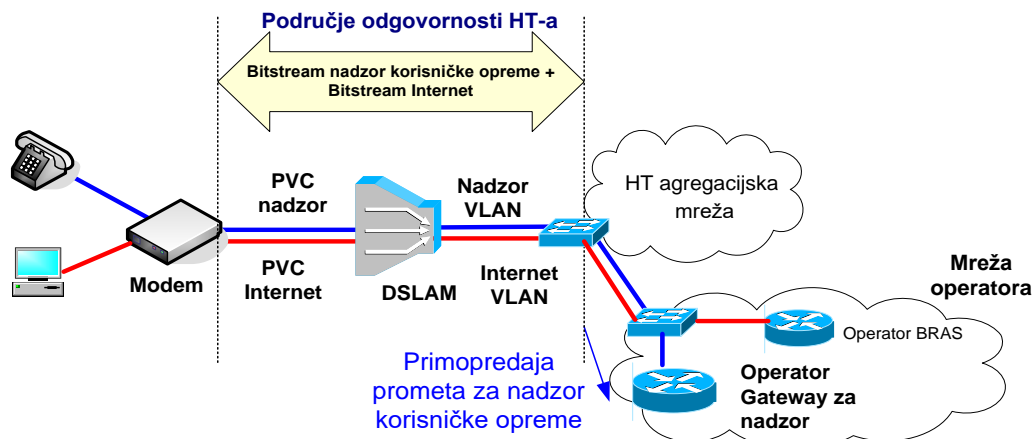 Područje odgovornosti HT-a
Bitstream nadzor korisničke opreme +
Bitstream Internet
HT agregacijska
mreža
PVC
nadzor
Nadzor
VLAN
Modem
PVC
Internet
DSLAM
Internet
VLAN
Mreža
operatora
Operator BRAS
Primopredaja
prometa za nadzor
korisničke opreme
Operator
Gateway za
nadzor